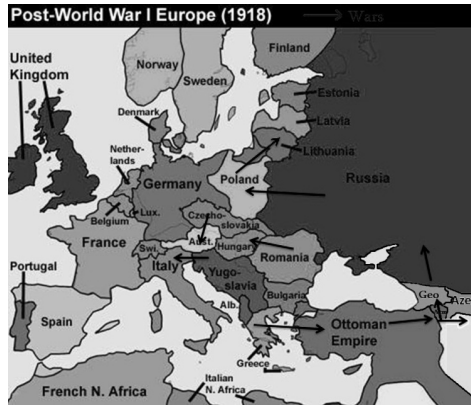 Post-World War I Europe (1918)
Wars
United
Kingdom
Norway
Sweden
Finland
Estonia
Denmark
Latvia
Lithuania
Nether-
lands
Poland
Germany
Russia
Belgium
Lux.
Czecho-
slovakia
France
Swi.
Aust.
Hungary
Portugal
Italy
Romania
Yugo-
slavia
Geo
Aze
Spain
Alb.
Bulgaria
Ottoman
Empire
Greece
French N. Africa
Italian
N. Africa